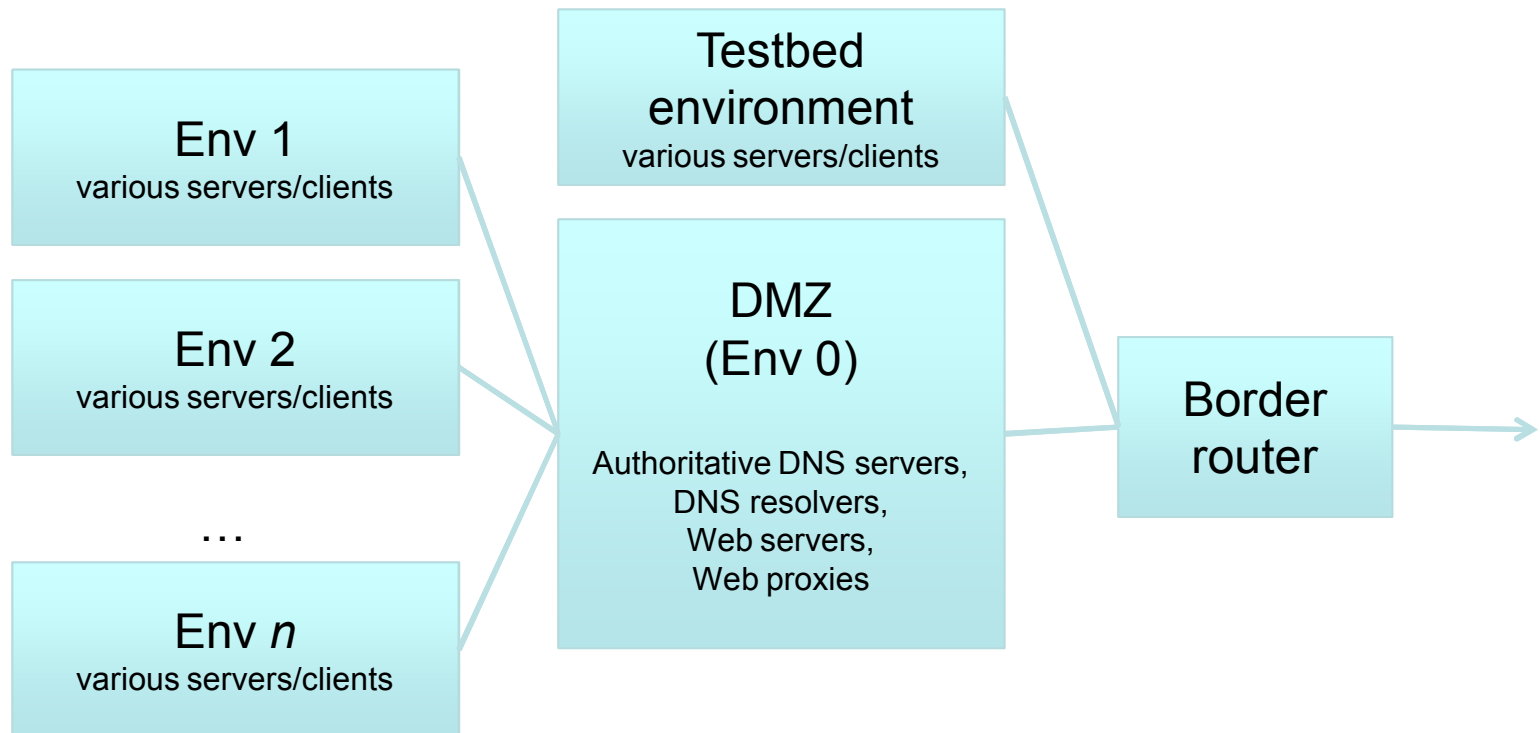 Env 1
various servers/clients
Env 2
various servers/clients
…
Env n
various servers/clients
Testbed
environment
various servers/clients
DMZ
(Env 0)
Authoritative DNS servers,
DNS resolvers,
Web servers,
Web proxies
Border
router